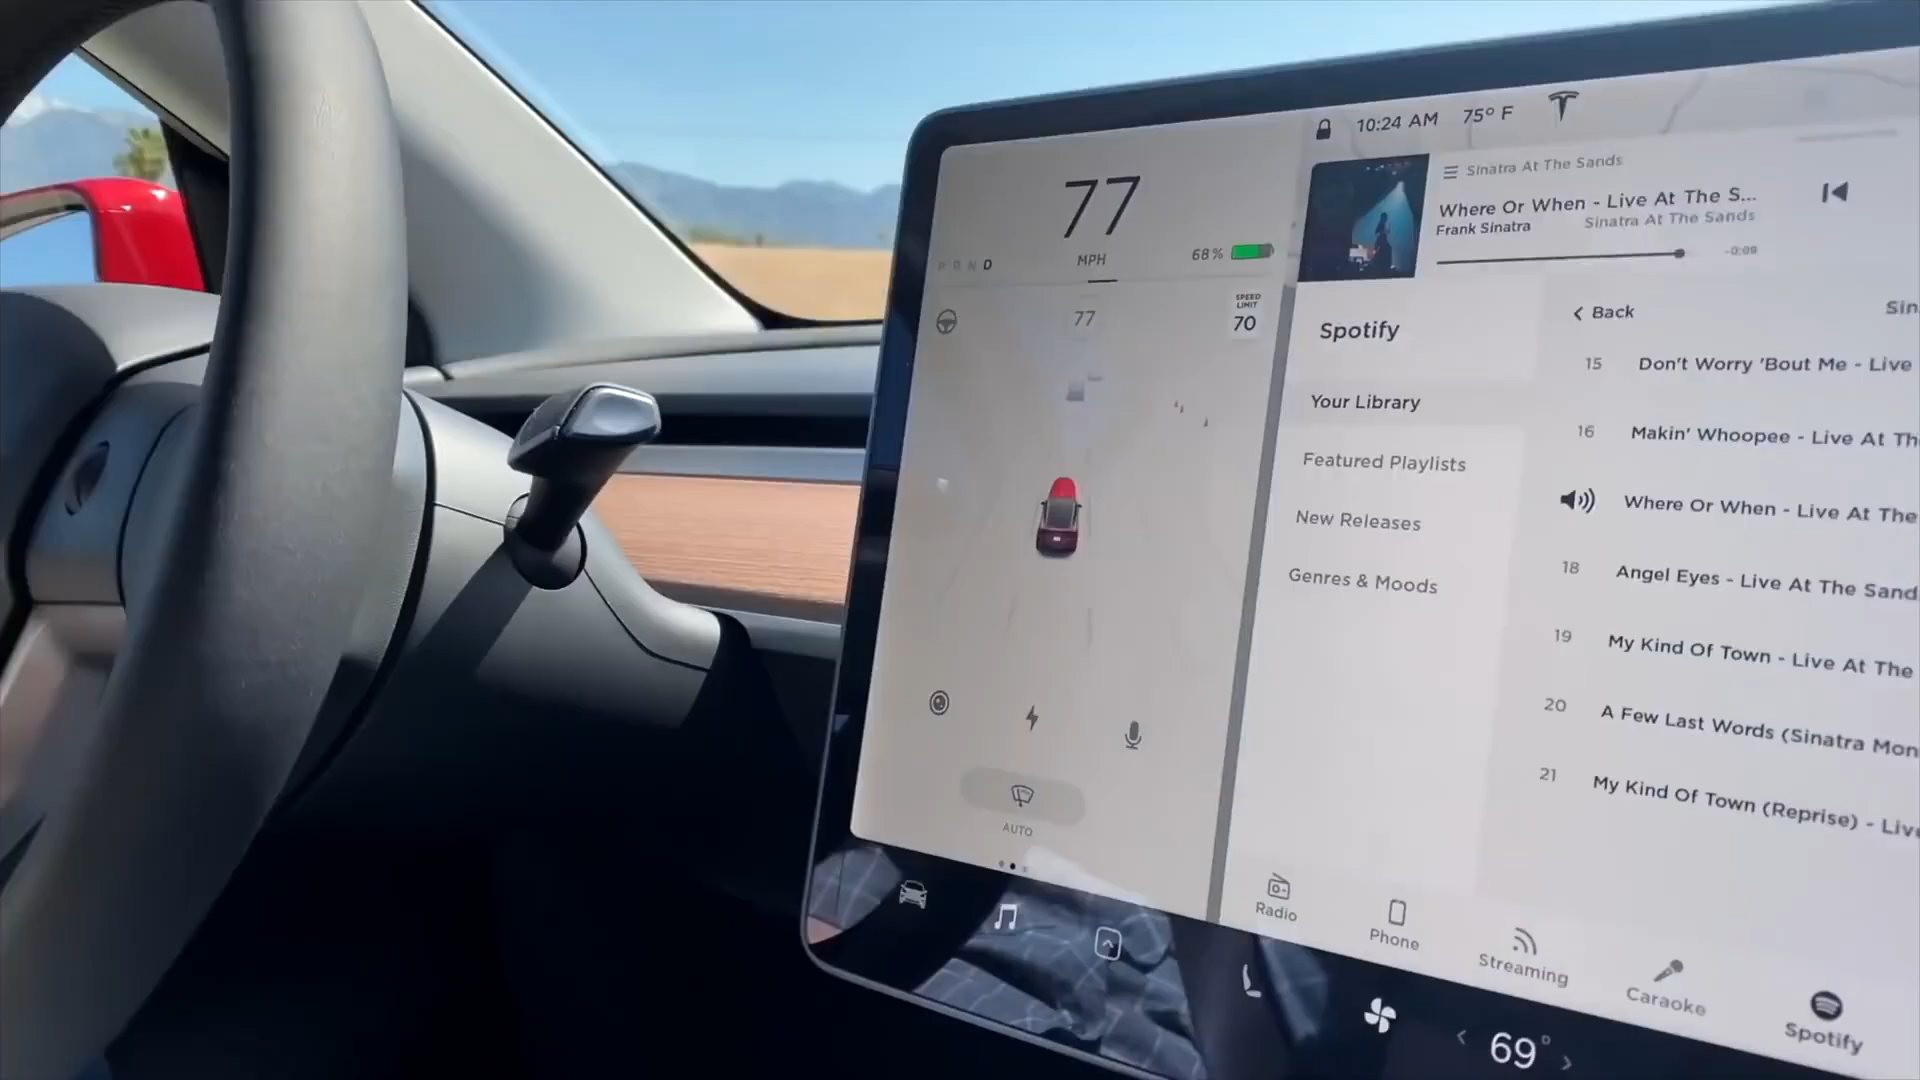 10:24 AM 75° F
77
MPH
P R N D
68%
77
SPEED
LIMIT
70
AUTO
Sinatra At The Sands
Where Or When - Live At The S...
Frank Sinatra Sinatra At The Sands
-0:09
Spotify
Your Library
Featured Playlists
New Releases
Genres & Moods
Back
Sin
15 Don't Worry 'Bout Me - Live
16 Makin' Whoopee - Live At Th
Where Or When - Live At The
18 Angel Eyes - Live At The Sand
19 My Kind Of Town - Live At The
20 A Few Last Words (Sinatra Mon
21 My Kind Of Town (Reprise) - Live
Radio
Phone
Streaming
Caraoke
Spotify
69°